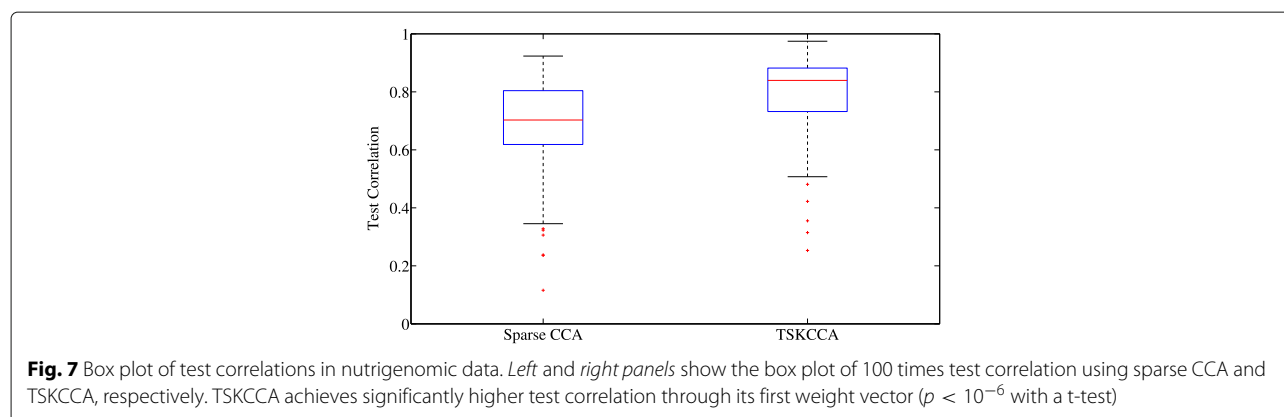 1
0.8
0.6
0.4
0.2
0
Test Correlation
Sparse CCA TSKCCA
Fig. 7 Box plot of test correlations in nutrigenomic data. Left and right panels show the box plot of 100 times test correlation using sparse CCA and
TSKCCA, respectively. TSKCCA achieves significantly higher test correlation through its first weight vector (p < 10⁻⁶ with a t-test)